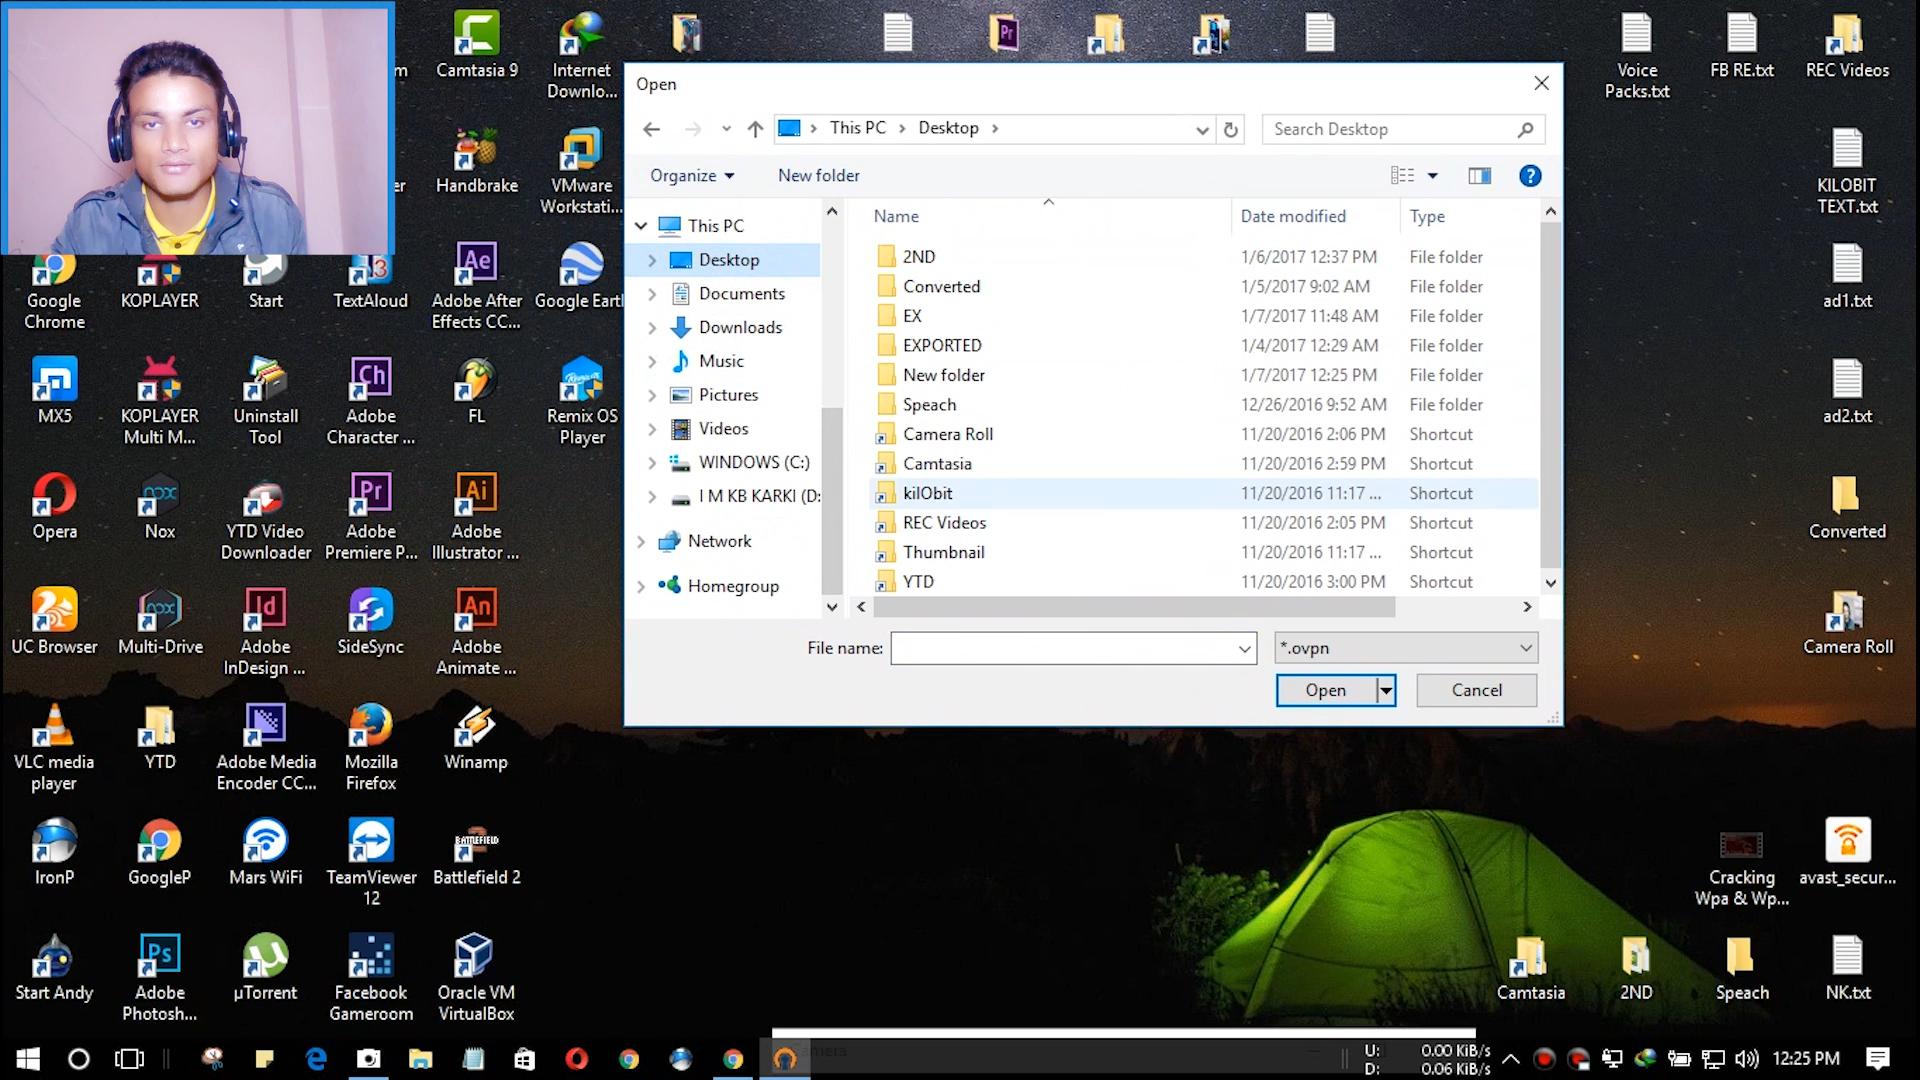 m
Camtasia 9
Internet
Downlo...
er
Handbrake
VMware
Workstati...
Google
Chrome
KOPLAYER
Start
TextAloud
Adobe After
Effects CC...
Google Earth
MX5
KOPLAYER
Multi M...
Uninstall
Tool
Adobe
Character ...
FL
Remix OS
Player
Opera
Nox
YTD Video
Downloader
Adobe
Premiere P...
Adobe
Illustrator ...
UC Browser
Multi-Drive
Adobe
InDesign ...
SideSync
Adobe
Animate ...
VLC media
player
YTD
Adobe Media
Encoder CC...
Mozilla
Firefox
Winamp
IronP
GoogleP
Mars WiFi
TeamViewer
12
Battlefield 2
Start Andy
Adobe
Photosh...
µTorrent
Facebook
Gameroom
Oracle VM
VirtualBox
Open
This PC > Desktop >
Search Desktop
Organize
New folder
This PC
Desktop
Documents
Downloads
Music
Pictures
Videos
WINDOWS (C:)
I M KB KARKI (D:
Network
Homegroup
Name Date modified Type
2ND 1/6/2017 12:37 PM File folder
Converted 1/5/2017 9:02 AM File folder
EX 1/7/2017 11:48 AM File folder
EXPORTED 1/4/2017 12:29 AM File folder
New folder 1/7/2017 12:25 PM File folder
Speach 12/26/2016 9:52 AM File folder
Camera Roll 11/20/2016 2:06 PM Shortcut
Camtasia 11/20/2016 2:59 PM Shortcut
kilObit 11/20/2016 11:17 ... Shortcut
REC Videos 11/20/2016 2:05 PM Shortcut
Thumbnail 11/20/2016 11:17 ... Shortcut
YTD 11/20/2016 3:00 PM Shortcut
File name:
*.ovpn
Open
Cancel
Voice
Packs.txt
FB RE.txt
REC Videos
KILOBIT
TEXT.txt
ad1.txt
ad2.txt
Converted
Camera Roll
Cracking
Wpa & Wp...
avast_secur...
Camtasia
2ND
Speach
NK.txt
U: 0.00 KiB/s
D: 0.06 KiB/s
12:25 PM